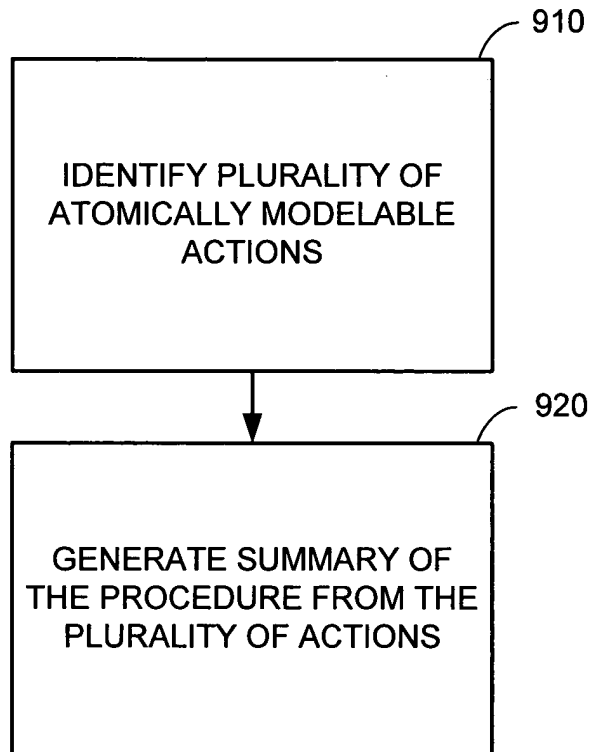 910
IDENTIFY PLURALITY OF
ATOMICALLY MODELABLE
ACTIONS
920
GENERATE SUMMARY OF
THE PROCEDURE FROM THE
PLURALITY OF ACTIONS